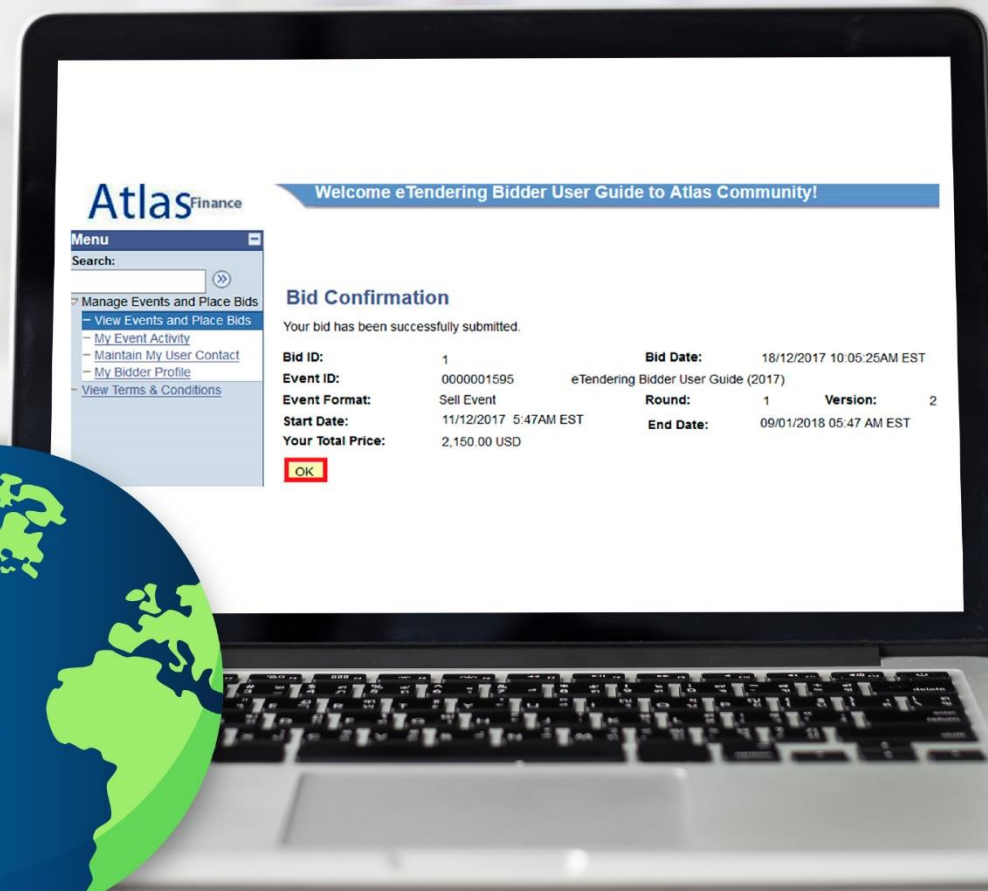 Atlas Finance
Welcome eTendering Bidder User Guide to Atlas Community!
Menu
Search:
Manage Events and Place Bids
– View Events and Place Bids
– My Event Activity
– Maintain My User Contact
– My Bidder Profile
– View Terms & Conditions
Bid Confirmation
Your bid has been successfully submitted.
Bid ID: 1 Bid Date: 18/12/2017 10:05:25AM EST
Event ID: 0000001595 eTendering Bidder User Guide (2017)
Event Format: Sell Event Round: 1 Version: 2
Start Date: 11/12/2017 5:47AM EST End Date: 09/01/2018 05:47 AM EST
Your Total Price: 2,150.00 USD
OK
delete